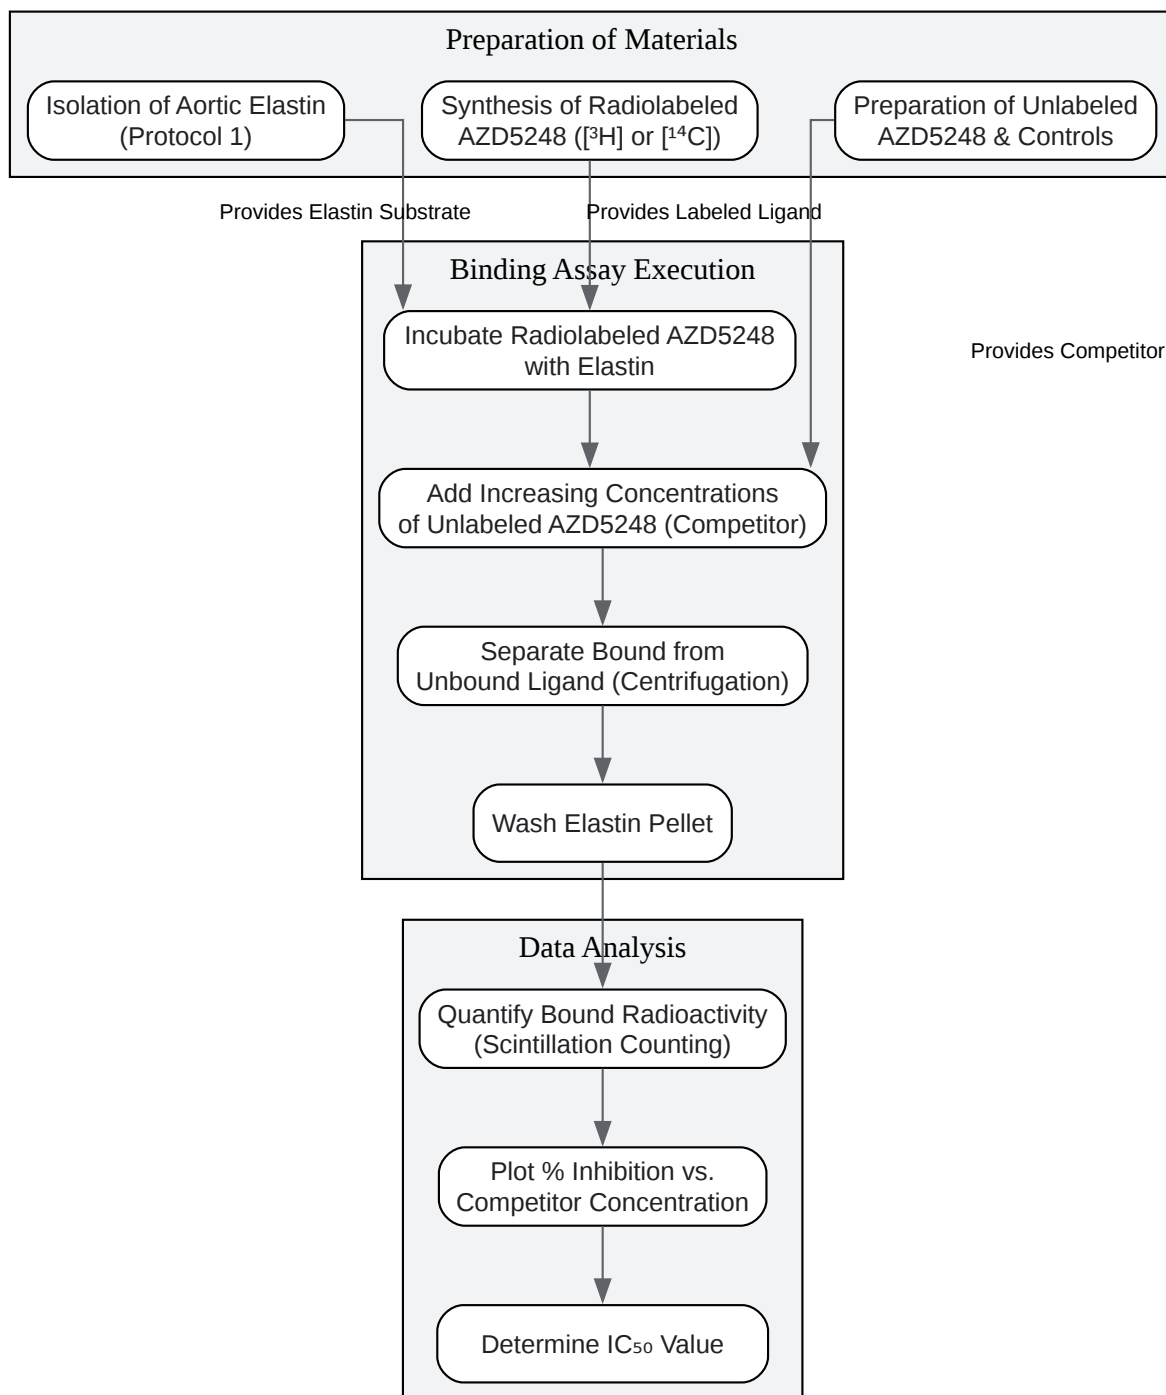 Preparation of Materials
Isolation of Aortic Elastin
(Protocol 1)
Synthesis of Radiolabeled
AZD5248 ([³H] or [¹⁴C])
Preparation of Unlabeled
AZD5248 & Controls
Provides Elastin Substrate
Provides Labeled Ligand
Binding Assay Execution
Incubate Radiolabeled AZD5248
with Elastin
Provides Competitor
Add Increasing Concentrations
of Unlabeled AZD5248 (Competitor)
Separate Bound from
Unbound Ligand (Centrifugation)
Wash Elastin Pellet
Data Analysis
Quantify Bound Radioactivity
(Scintillation Counting)
Plot % Inhibition vs.
Competitor Concentration
Determine IC₅₀ Value